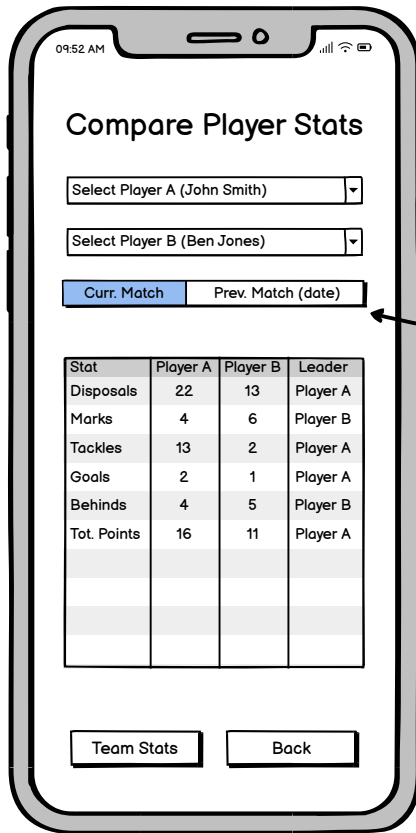 09:52 AM
Compare Player Stats
Select Player A (John Smith)
Select Player B (Ben Jones)
Curr. Match Prev. Match (date)
Stat Player A Player B Leader
Disposals 22 13 Player A
Marks 4 6 Player B
Tackles 13 2 Player A
Goals 2 1 Player A
Behinds 4 5 Player B
Tot. Points 16 11 Player A
Team Stats Back